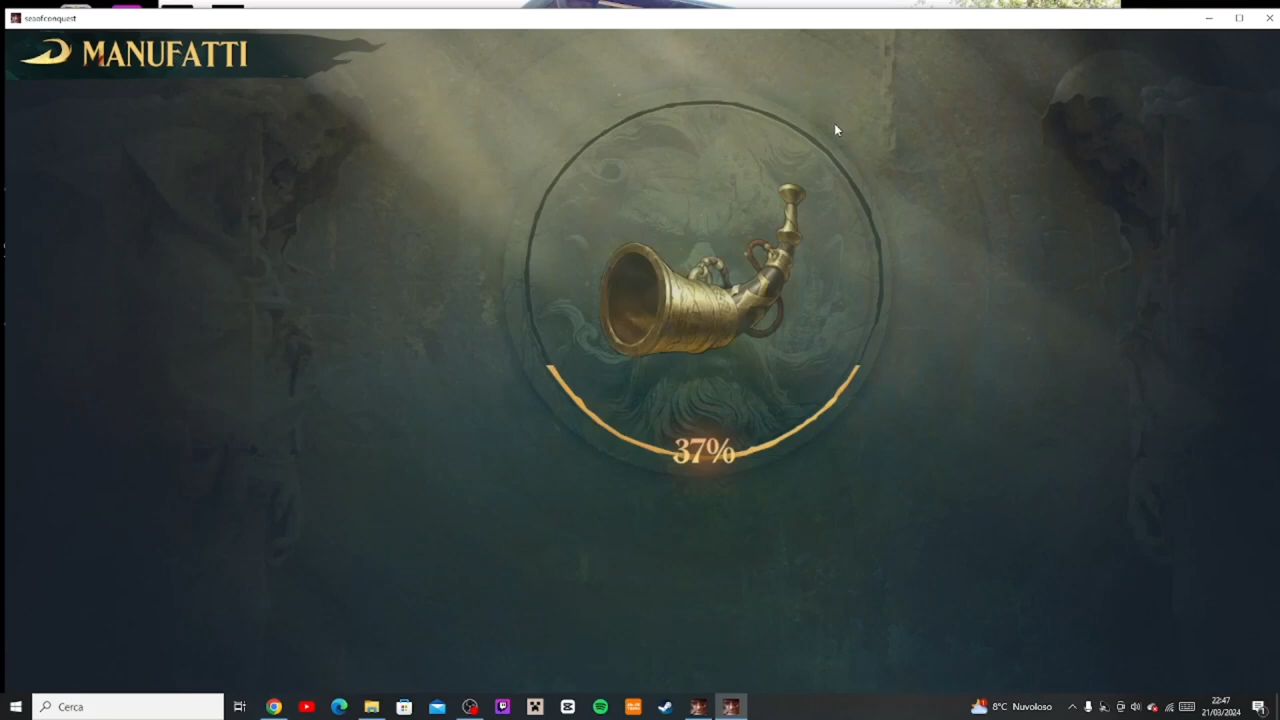 seaofconquest
MANUFATTI
37%
Cerca
8°C Nuvoloso
22:47
21/03/2024